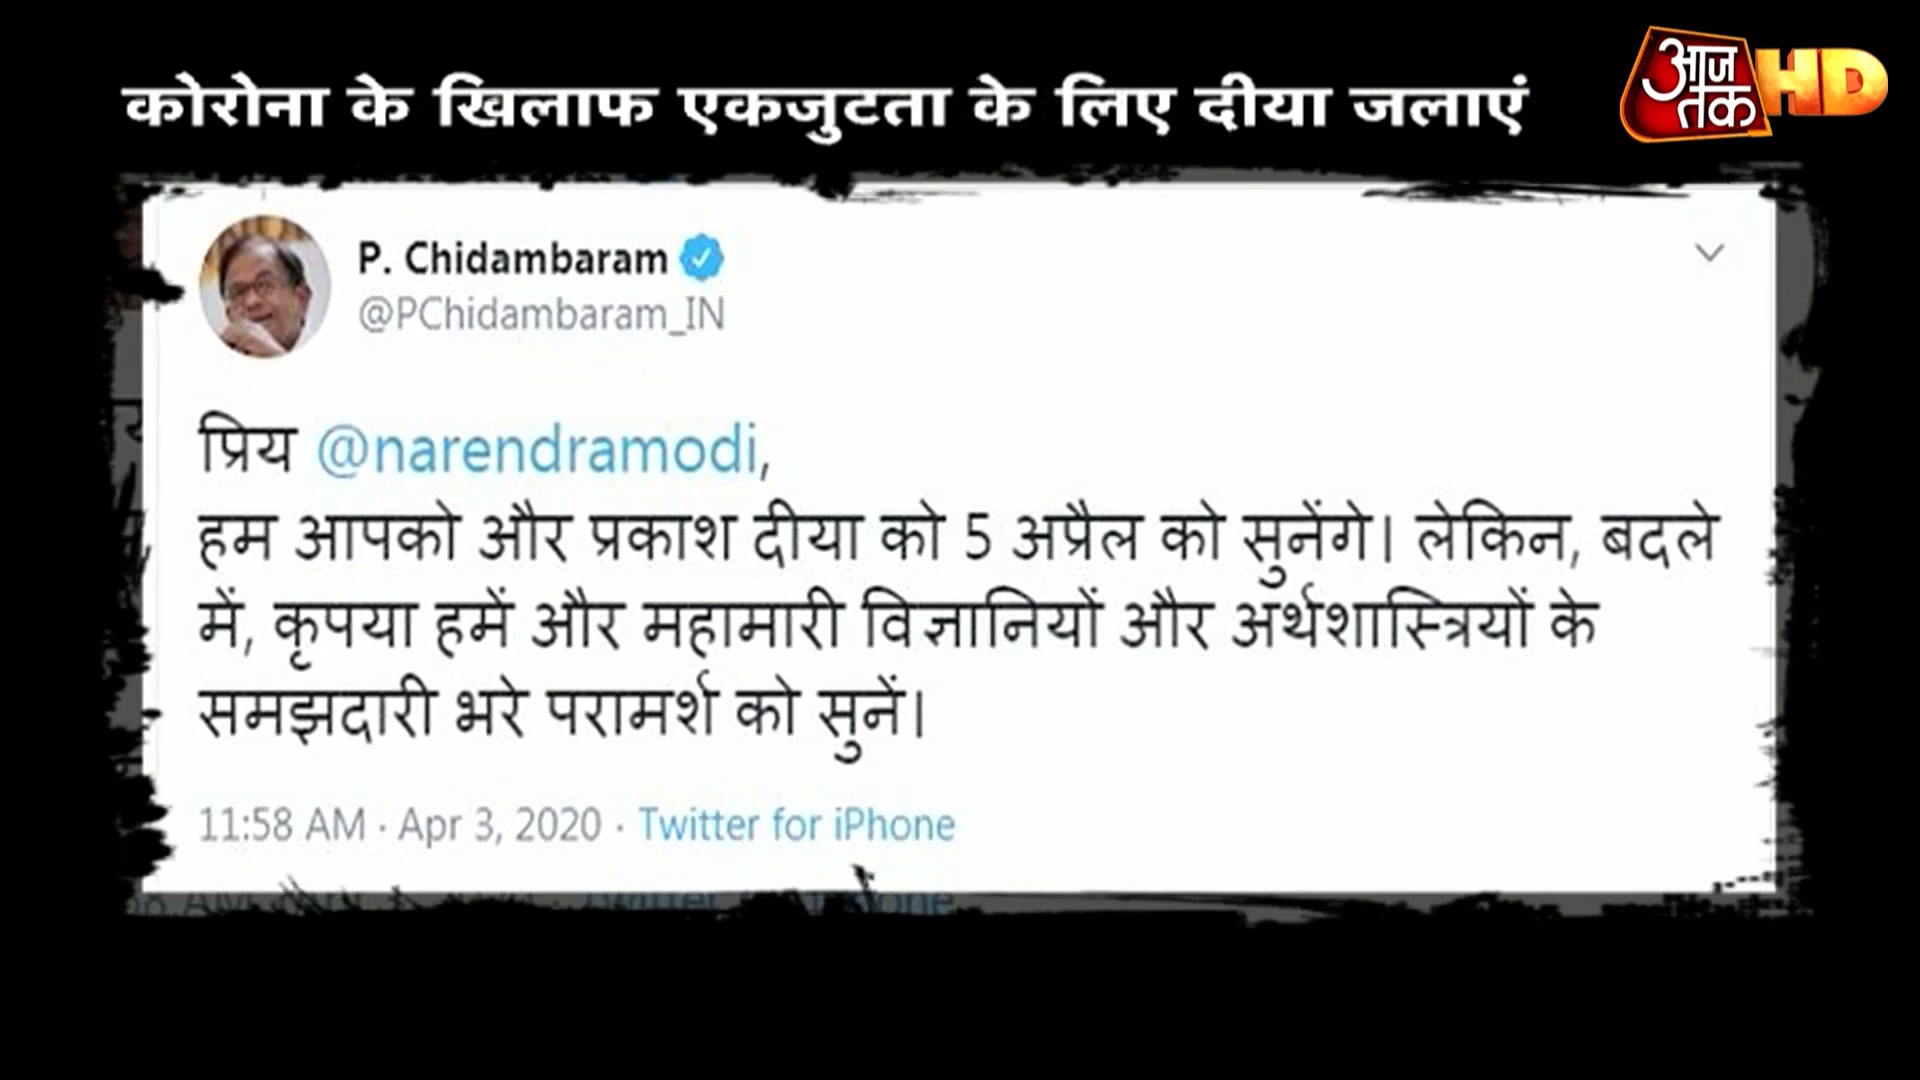 कोरोना के खिलाफ एकजुटता के लिए दीया जलाएं
आज तक HD
P. Chidambaram
@PChidambaram_IN
प्रिय @narendramodi,
हम आपको और प्रकाश दीया को 5 अप्रैल को सुनेंगे। लेकिन, बदले
में, कृपया हमें और महामारी विज्ञानियों और अर्थशास्त्रियों के
समझदारी भरे परामर्श को सुनें।
11:58 AM · Apr 3, 2020 · Twitter for iPhone